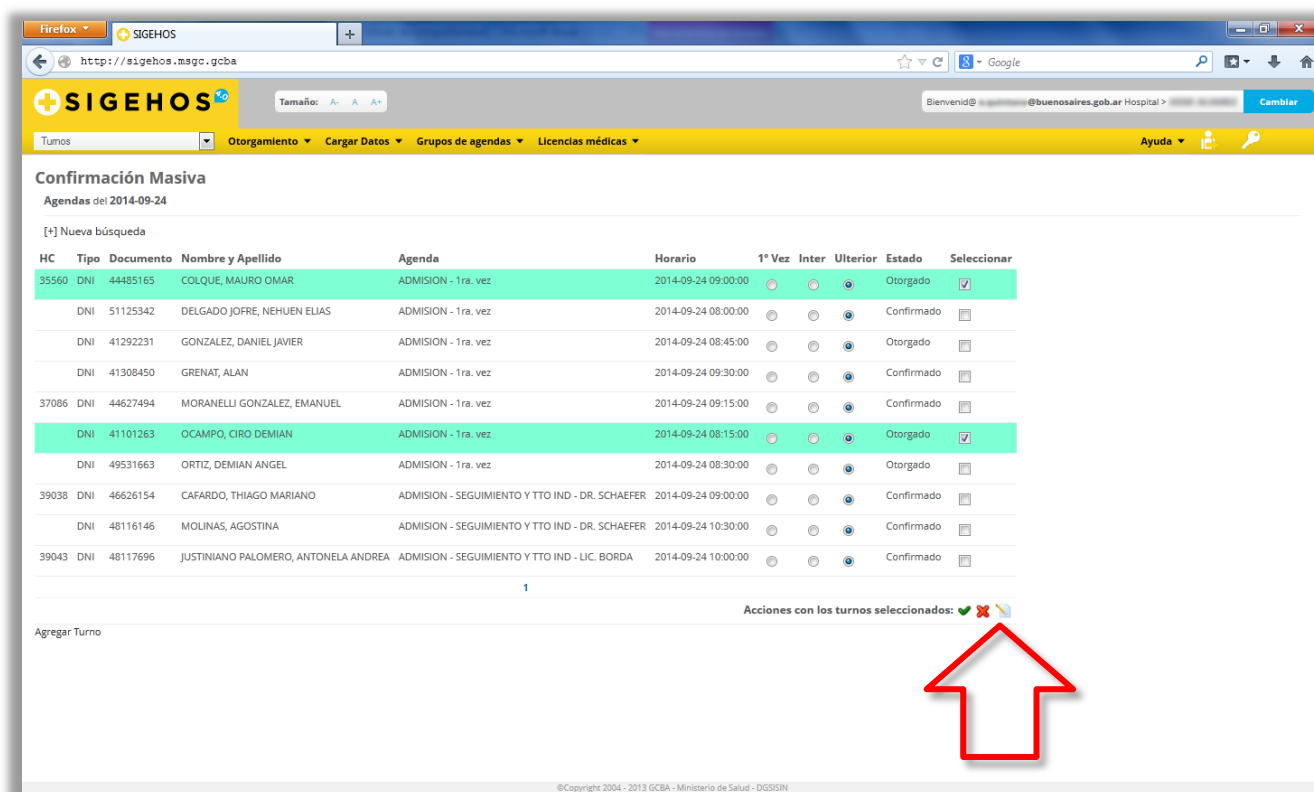 Firefox
SIGEHOS
http://sigehos.msgc.gcba
Google
SIGEHOS
Tamaño: A- A A+
Bienvenid@ @buenosaires.gob.ar Hospital >
Cambiar
Turnos Otorgamiento Cargar Datos Grupos de agendas Licencias médicas Ayuda
Confirmación Masiva
Agendas del 2014-09-24
[+] Nueva búsqueda
HC Tipo Documento Nombre y Apellido Agenda Horario 1º Vez Inter Ulterior Estado Seleccionar
35560 DNI 44485165 COLQUE, MAURO OMAR ADMISION - 1ra. vez 2014-09-24 09:00:00 Otorgado
DNI 51125342 DELGADO JOFRE, NEHUEN ELIAS ADMISION - 1ra. vez 2014-09-24 08:00:00 Confirmado
DNI 41292231 GONZALEZ, DANIEL JAVIER ADMISION - 1ra. vez 2014-09-24 08:45:00 Otorgado
DNI 41308450 GRENAT, ALAN ADMISION - 1ra. vez 2014-09-24 09:30:00 Confirmado
37086 DNI 44627494 MORANELLI GONZALEZ, EMANUEL ADMISION - 1ra. vez 2014-09-24 09:15:00 Confirmado
DNI 41101263 OCAMPO, CIRO DEMIAN ADMISION - 1ra. vez 2014-09-24 08:15:00 Otorgado
DNI 49531663 ORTIZ, DEMIAN ANGEL ADMISION - 1ra. vez 2014-09-24 08:30:00 Otorgado
39038 DNI 46626154 CAFARDO, THIAGO MARIANO ADMISION - SEGUIMIENTO Y TTO IND - DR. SCHAEFER 2014-09-24 09:00:00 Confirmado
DNI 48116146 MOLINAS, AGOSTINA ADMISION - SEGUIMIENTO Y TTO IND - DR. SCHAEFER 2014-09-24 10:30:00 Confirmado
39043 DNI 48117696 JUSTINIANO PALOMERO, ANTONELA ANDREA ADMISION - SEGUIMIENTO Y TTO IND - LIC. BORDA 2014-09-24 10:00:00 Confirmado
1
Acciones con los turnos seleccionados:
Agregar Turno
©Copyright 2004 - 2013 GCBA - Ministerio de Salud - DGSISIN